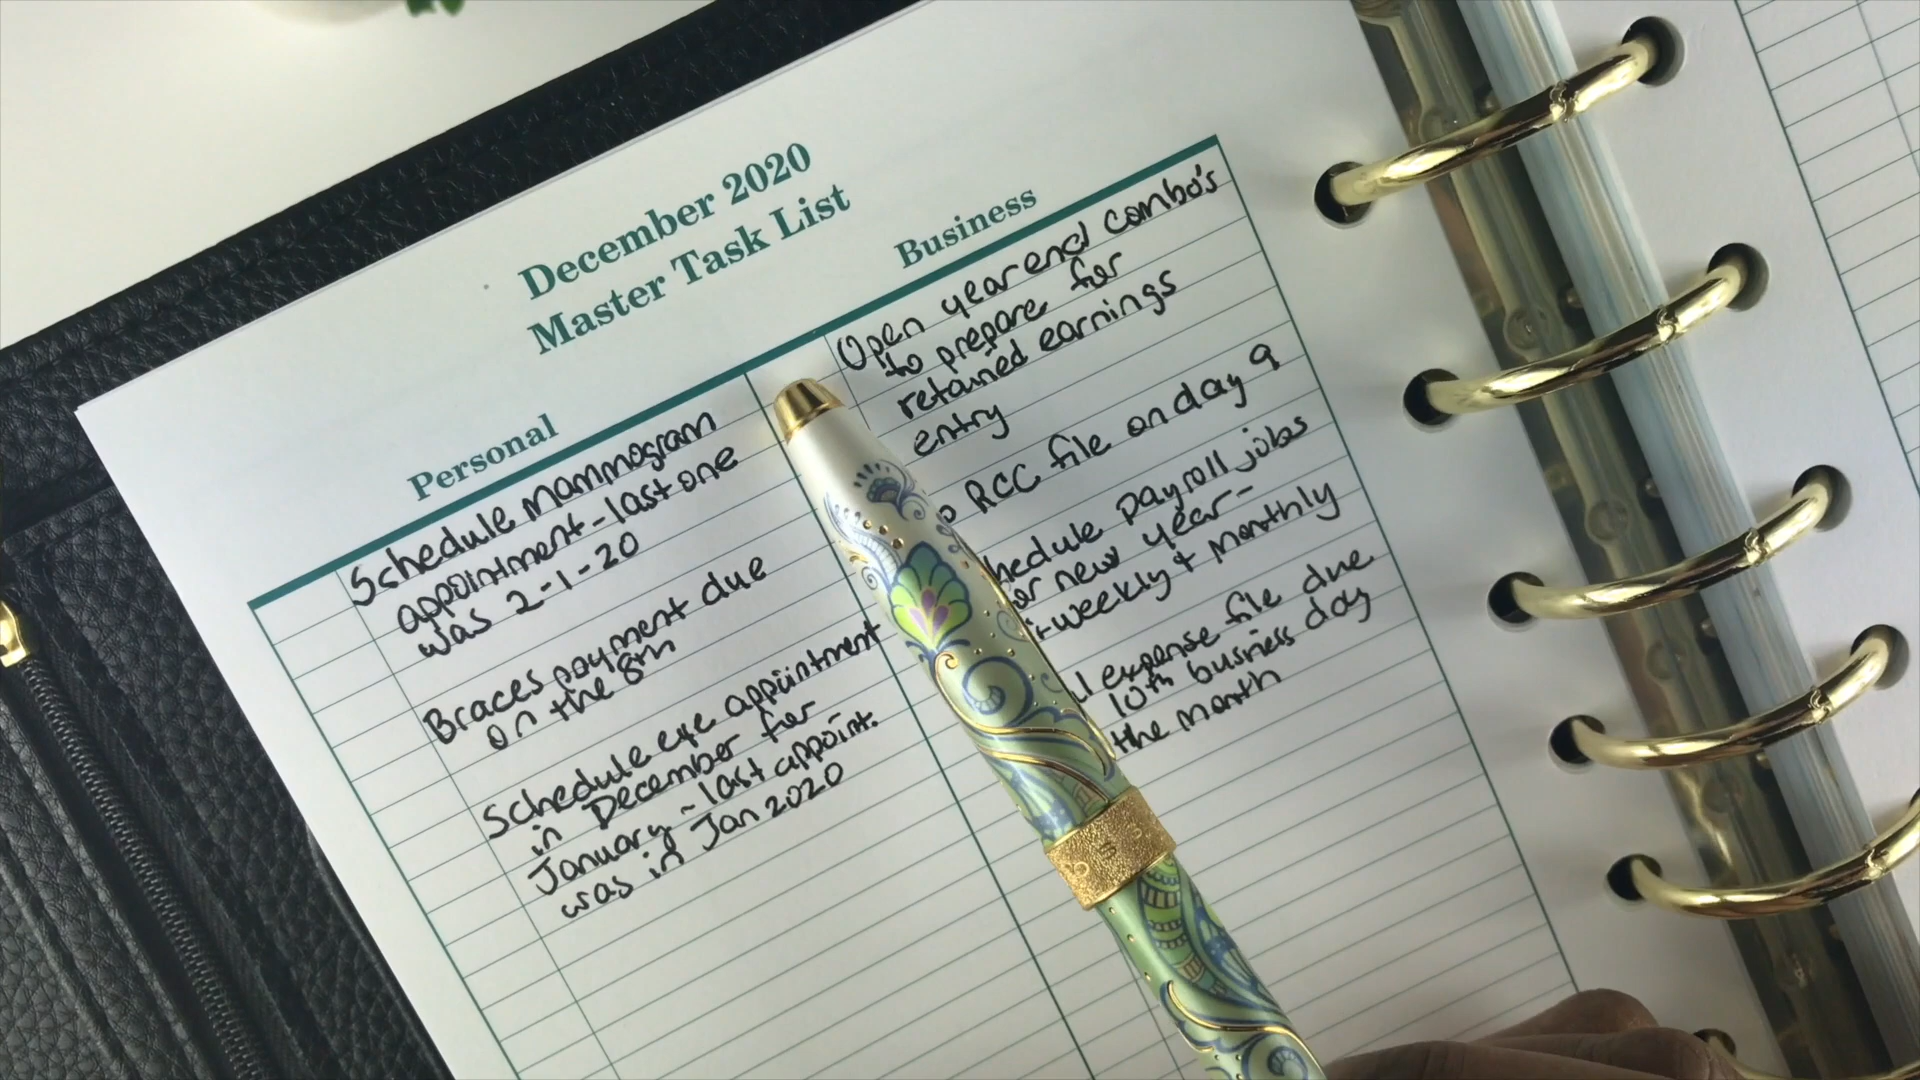 December 2020
Master Task List
Personal
Schedule mammogram
appointment - last one
was 2-1-20
Braces payment due
on the 8th
Schedule eye appointment
in December for
January - last appoint.
was in Jan 2020
Business
Open year end combo's
to prepare for
retained earnings
entry
RCC file on day 9
payroll jobs
new year -
weekly & monthly
expense file due
10th business day
the month